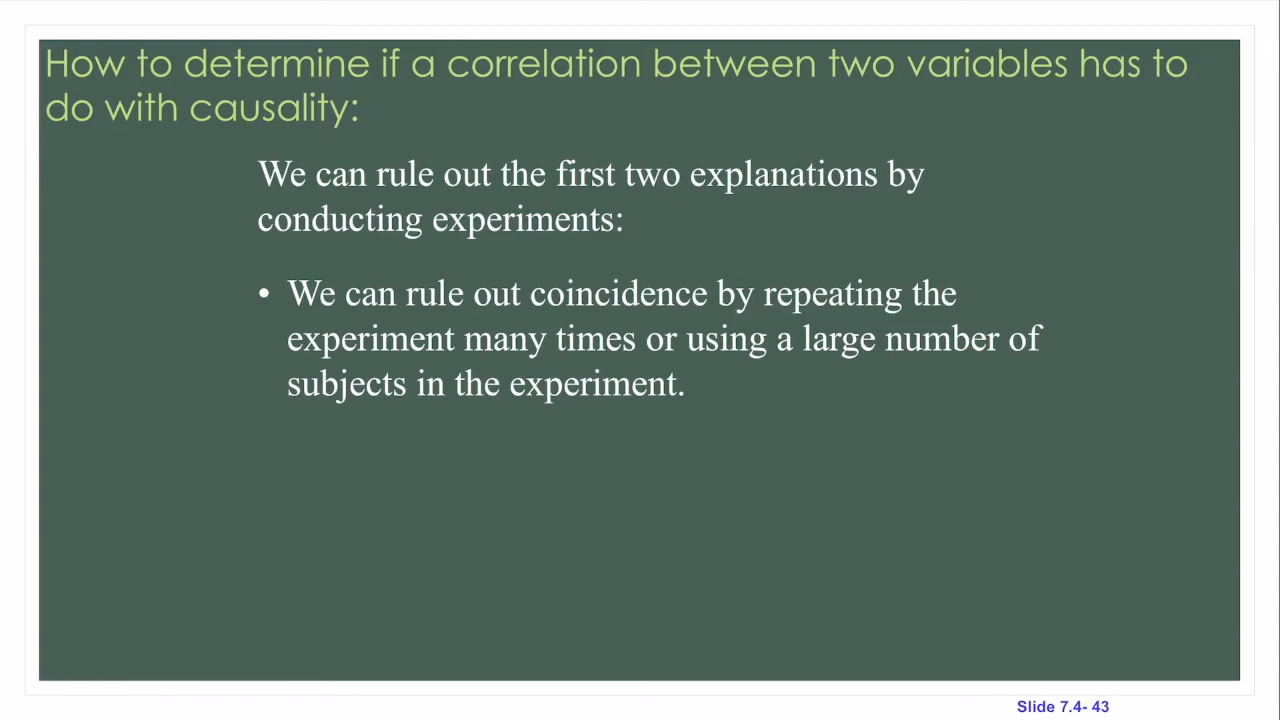 How to determine if a correlation between two variables has to
do with causality:
We can rule out the first two explanations by
conducting experiments:
• We can rule out coincidence by repeating the
experiment many times or using a large number of
subjects in the experiment.
Slide 7.4- 43